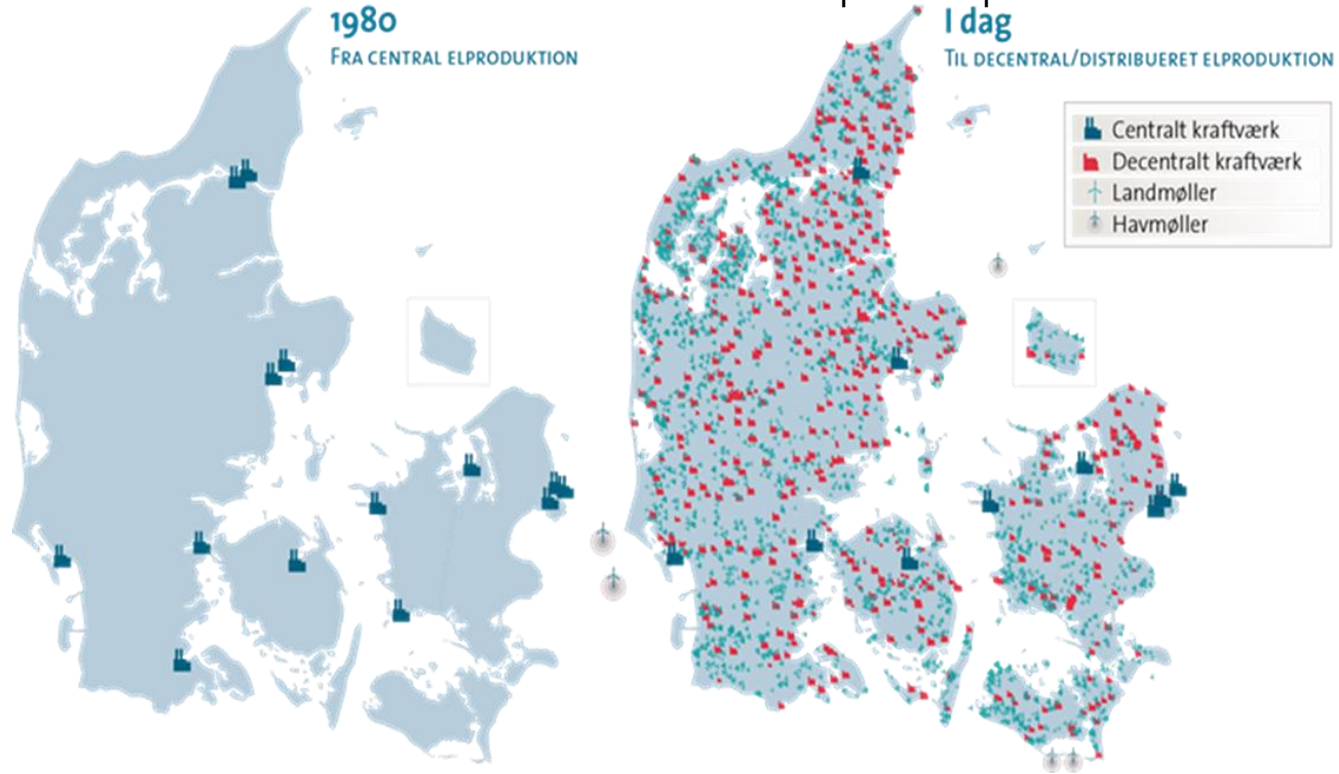 1980
FRA CENTRAL ELPRODUKTION
I dag
TIL DECENTRAL/DISTRIBUERET ELPRODUKTION
Centralt kraftværk
Decentralt kraftværk
Landmøller
Havmøller